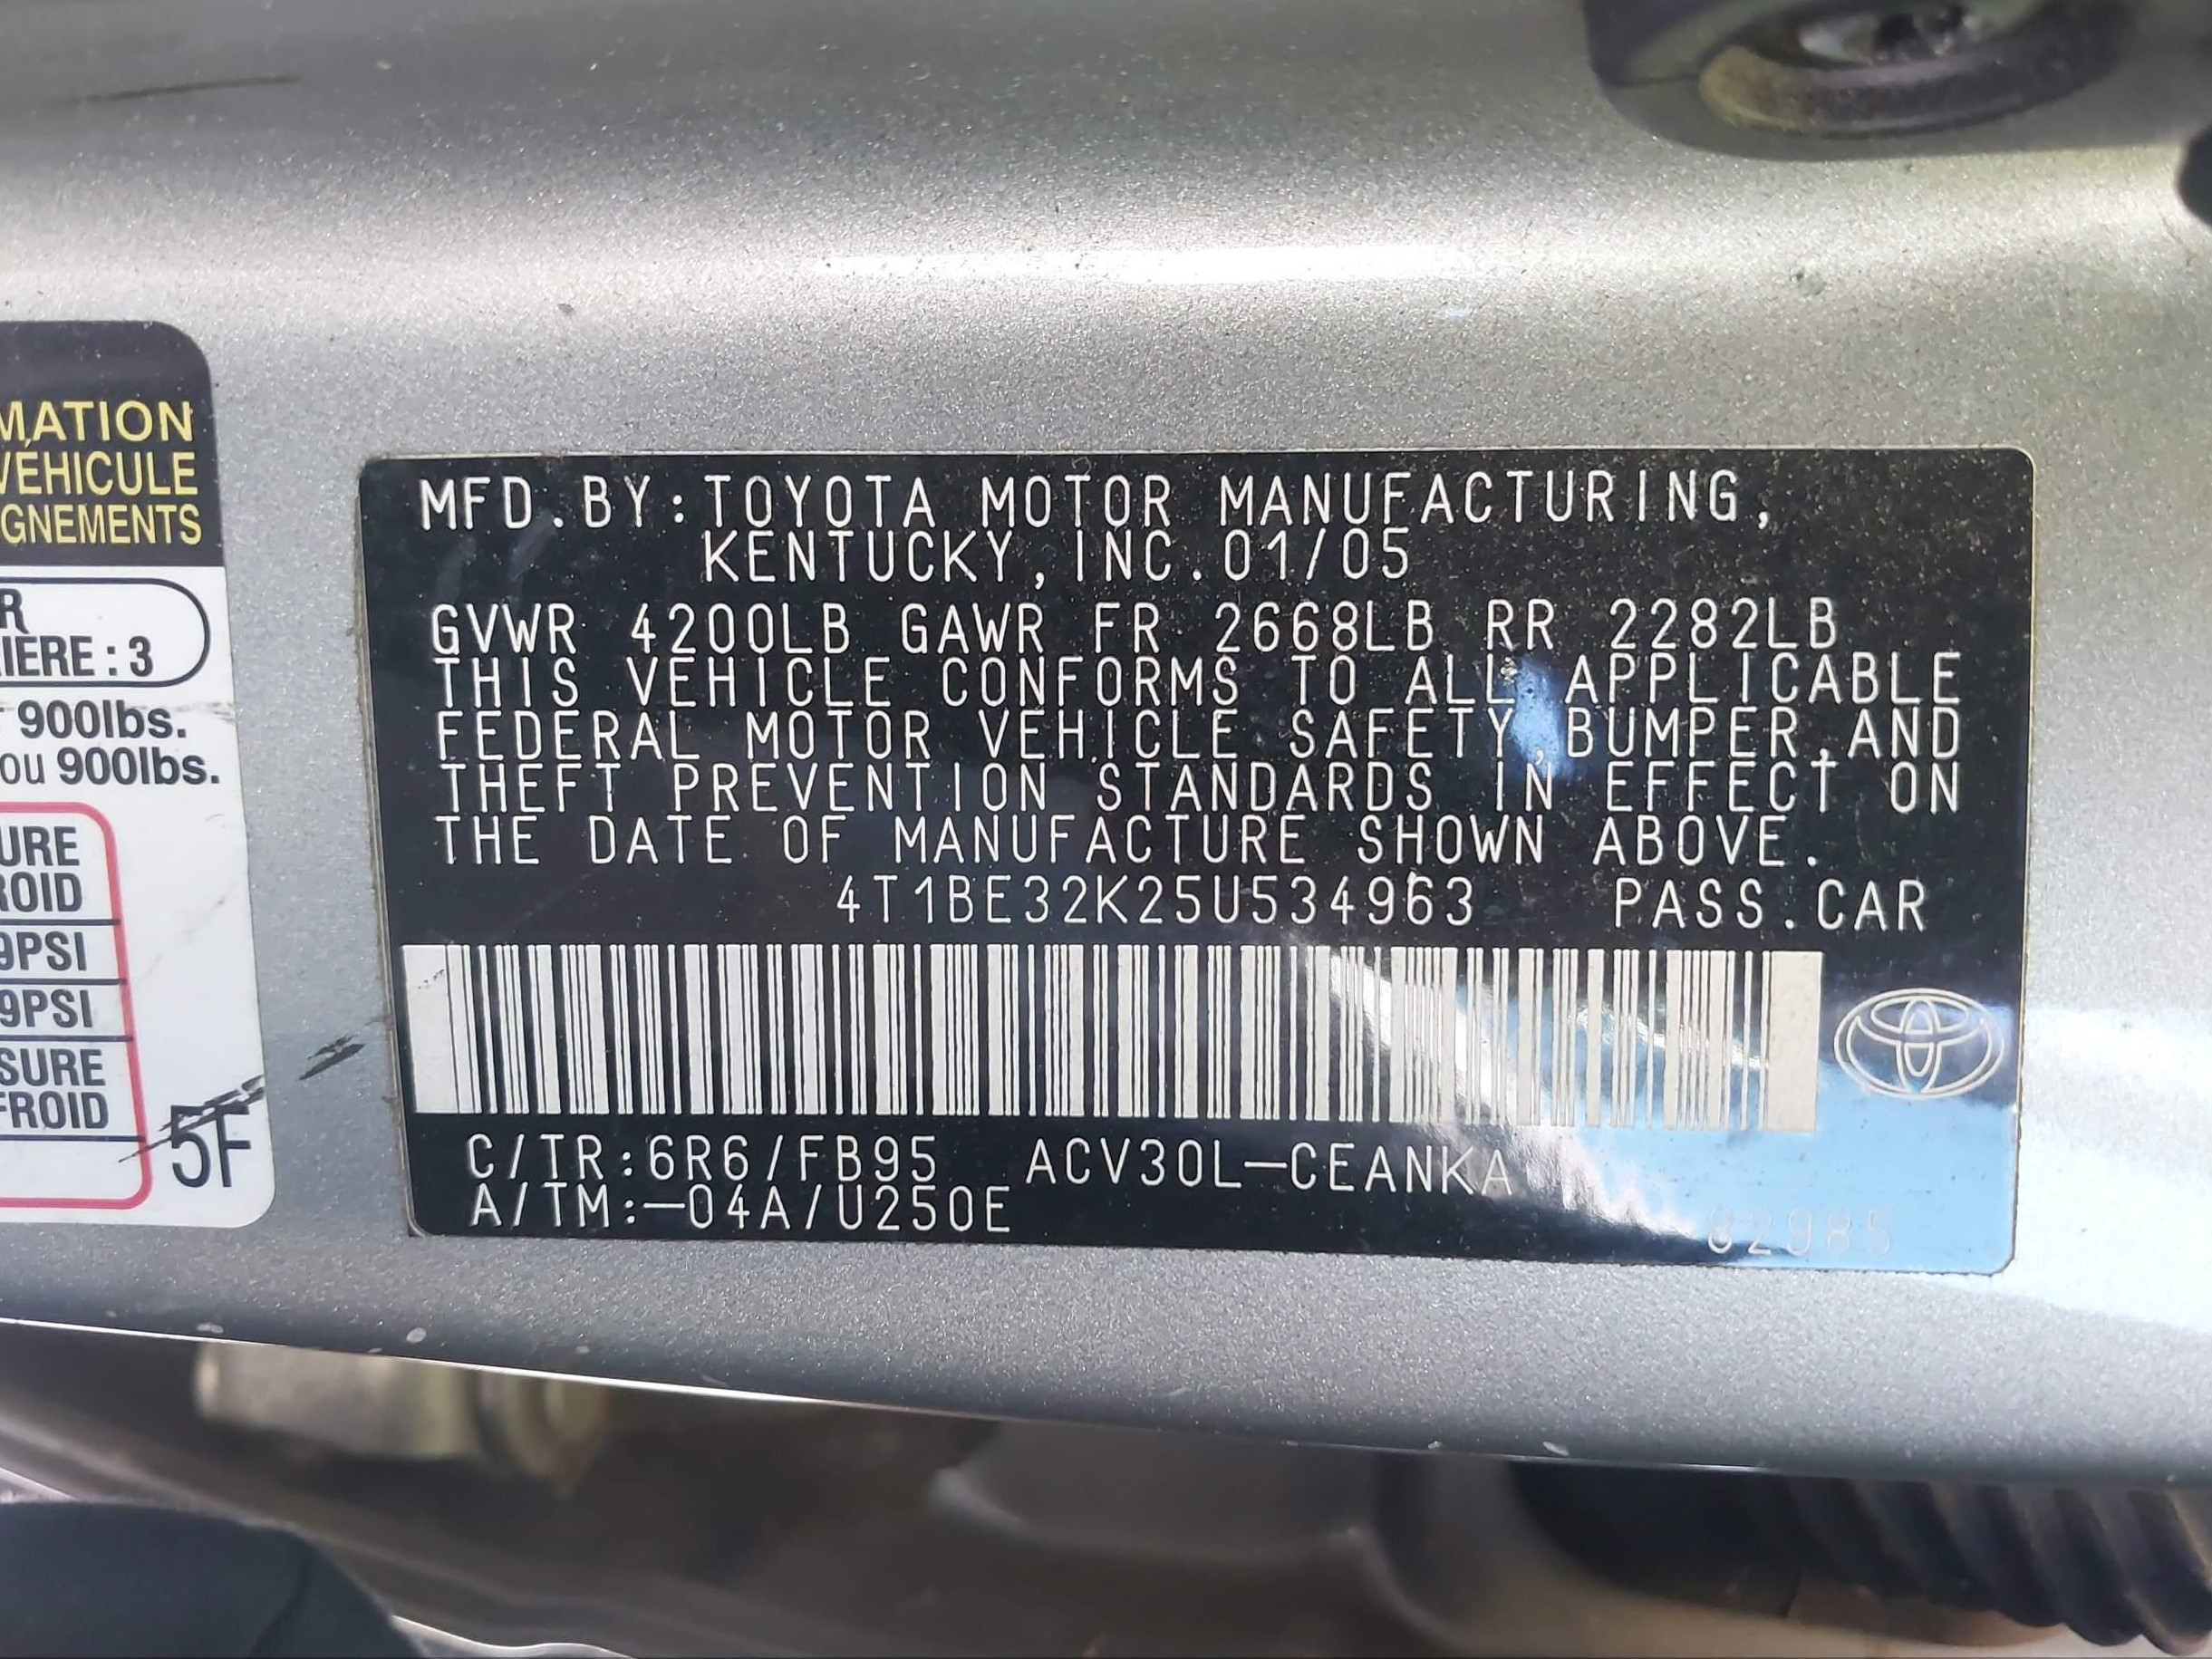 MATION
VÉHICULE
GNEMENTS
R
IÈRE : 3
900lbs.
ou 900lbs.
URE
ROID
9PSI
9PSI
SURE
FROID
5F
MFD.BY:TOYOTA MOTOR MANUFACTURING,
KENTUCKY,INC.01/05
GVWR 4200LB GAWR FR 2668LB RR 2282LB
THIS VEHICLE CONFORMS TO ALL APPLICABLE
FEDERAL MOTOR VEHICLE SAFETY,BUMPER,AND
THEFT PREVENTION STANDARDS IN EFFECT ON
THE DATE OF MANUFACTURE SHOWN ABOVE.
4T1BE32K25U534963 PASS.CAR
C/TR:6R6/FB95 ACV30L-CEANKA
A/TM:-04A/U250E
82985